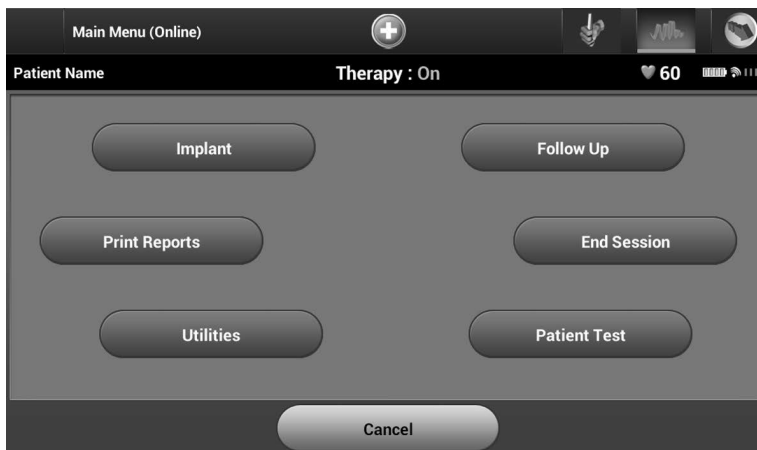 Main Menu (Online)
Patient Name Therapy : On 60
Implant Follow Up
Print Reports End Session
Utilities Patient Test
Cancel